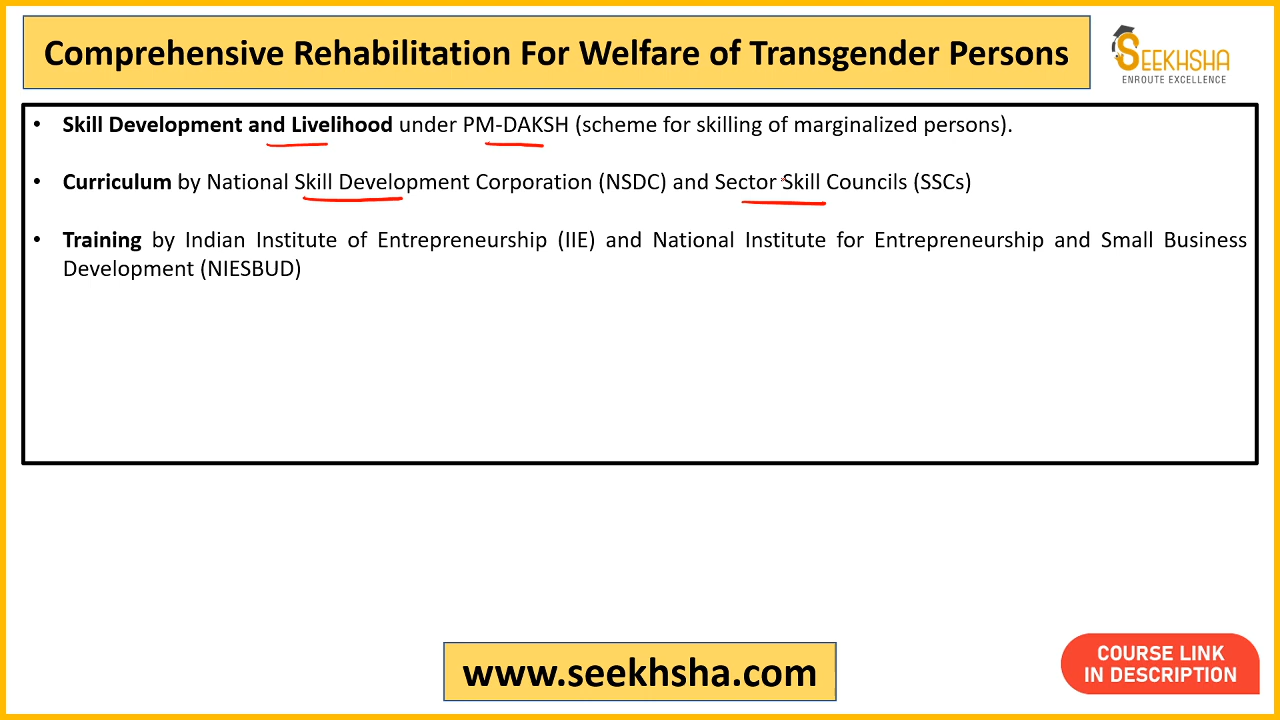 Comprehensive Rehabilitation For Welfare of Transgender Persons
SEEKHSHA
ENROUTE EXCELLENCE
• Skill Development and Livelihood under PM-DAKSH (scheme for skilling of marginalized persons).
• Curriculum by National Skill Development Corporation (NSDC) and Sector Skill Councils (SSCs)
• Training by Indian Institute of Entrepreneurship (IIE) and National Institute for Entrepreneurship and Small Business
Development (NIESBUD)
www.seekhsha.com
COURSE LINK
IN DESCRIPTION